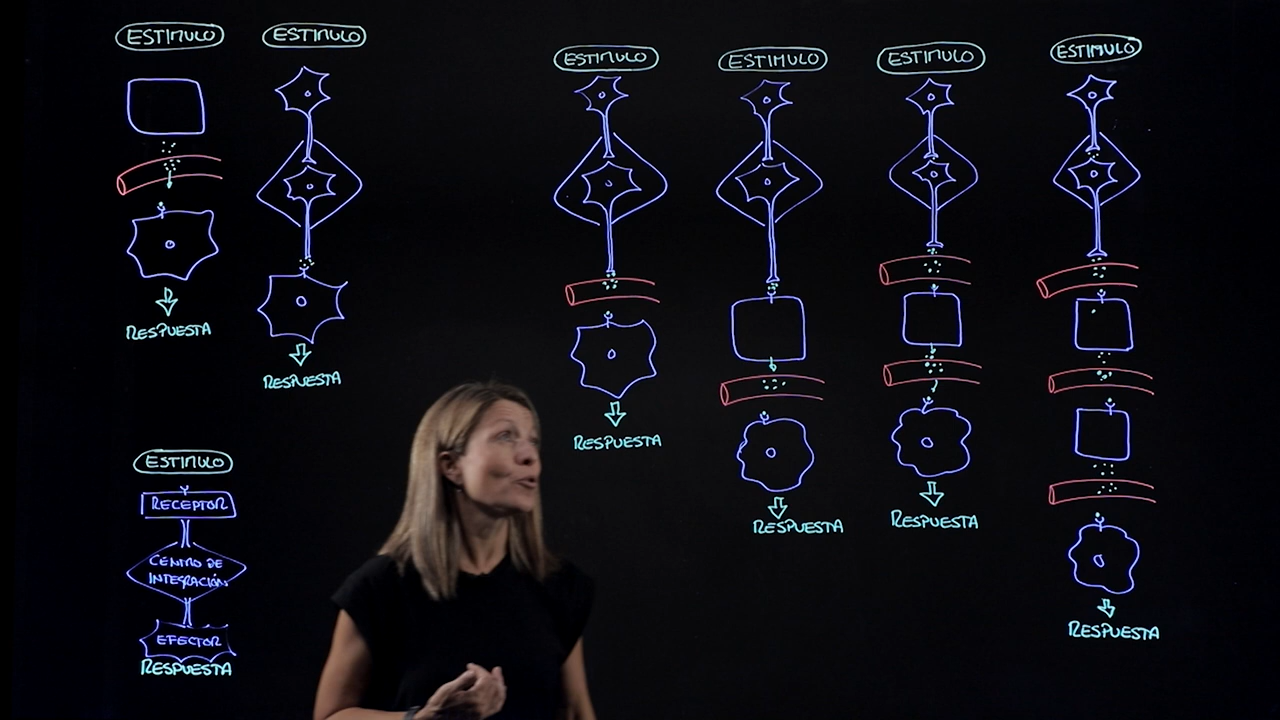 ESTIMULO
RESPUESTA
ESTIMULO
RESPUESTA
ESTIMULO
RECEPTOR
CENTRO DE
INTEGRACIÓN
EFECTOR
RESPUESTA
ESTIMULO
RESPUESTA
ESTIMULO
RESPUESTA
ESTIMULO
RESPUESTA
ESTIMULO
RESPUESTA